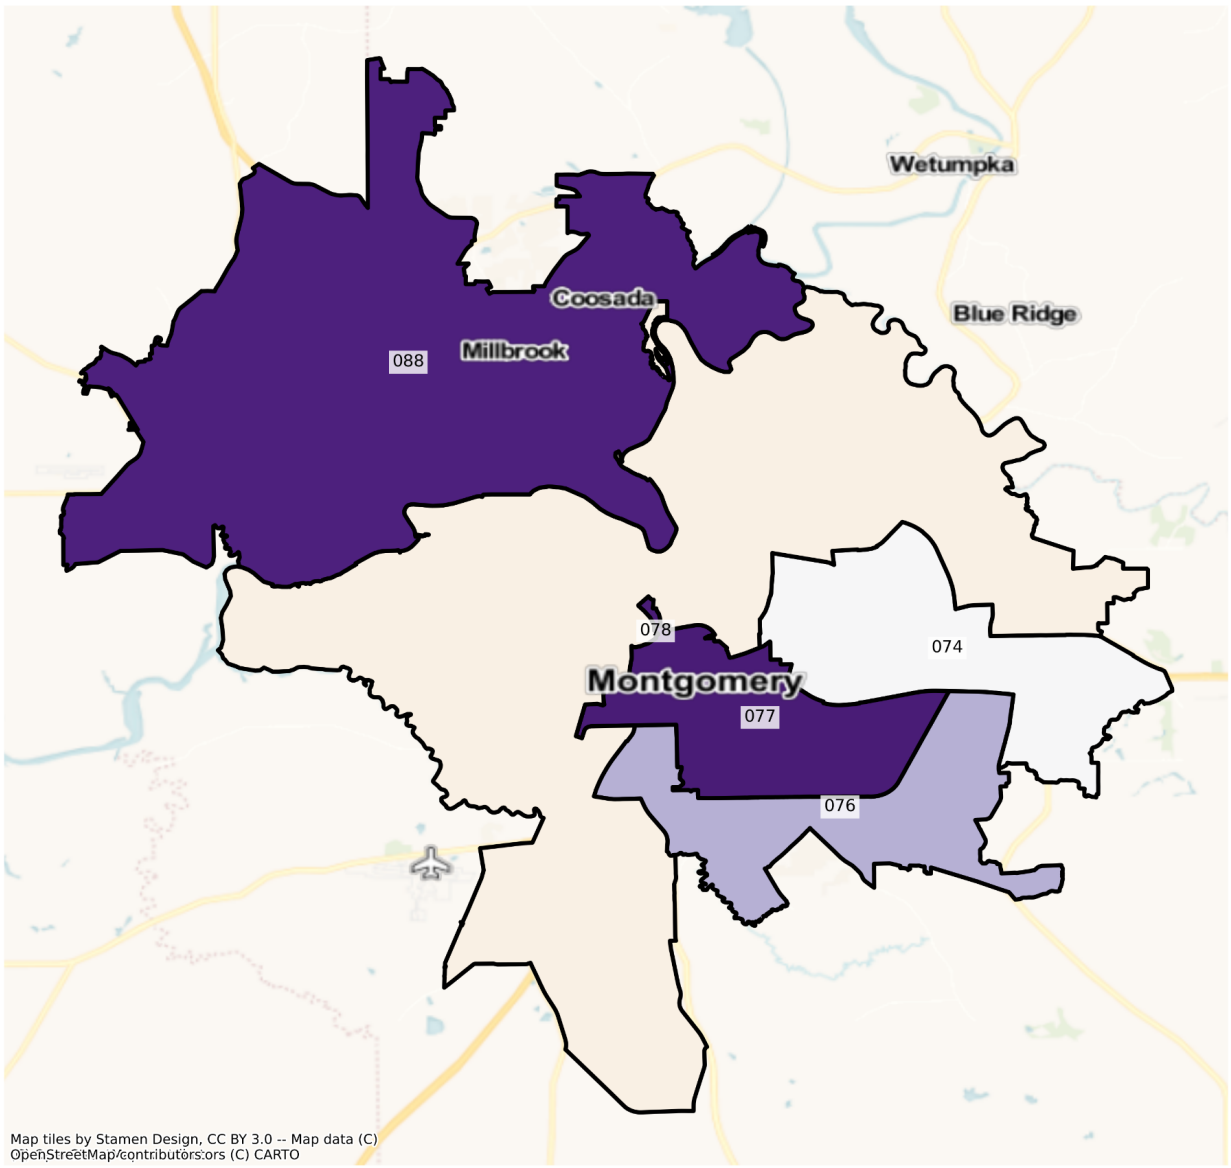 Wetumpka
Coosada
Blue Ridge
Millbrook
088
078
074
Montgomery
077
076
Map tiles by Stamen Design, CC BY 3.0 -- Map data (C)
OpenStreetMap contributors
(C) CARTO